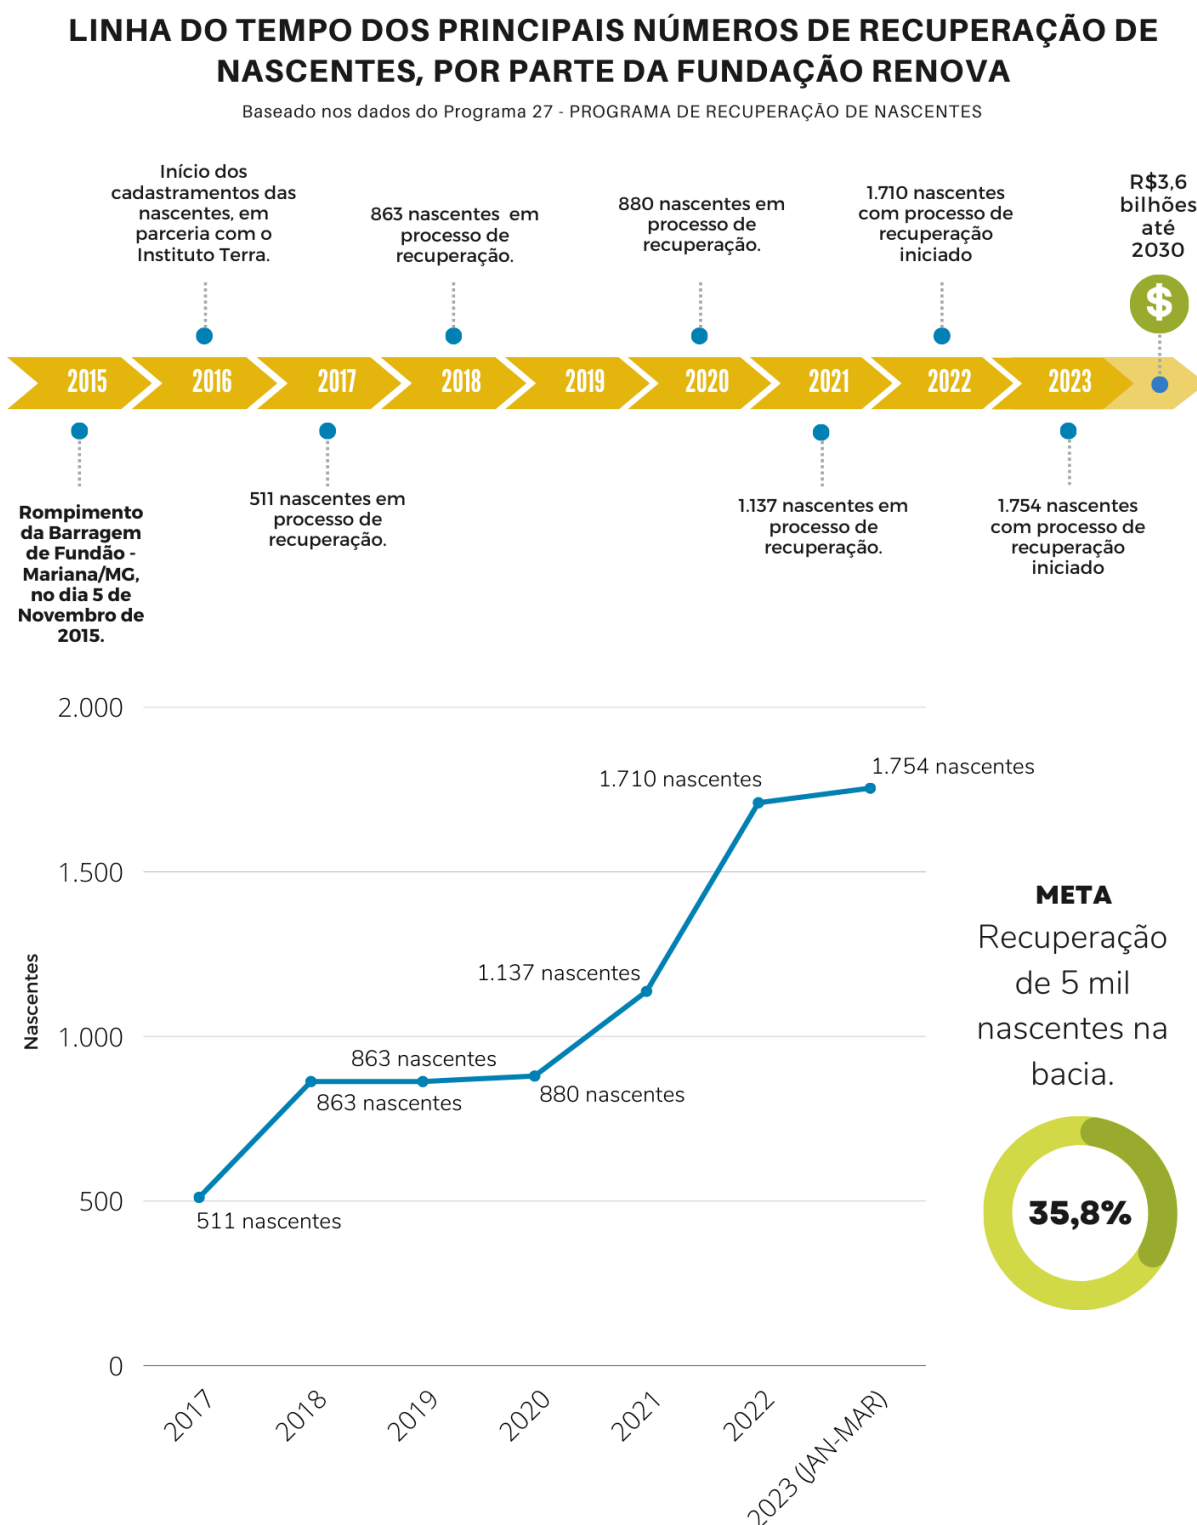 LINHA DO TEMPO DOS PRINCIPAIS NÚMEROS DE RECUPERAÇÃO DE
NASCENTES, POR PARTE DA FUNDAÇÃO RENOVA
Baseado nos dados do Programa 27 - PROGRAMA DE RECUPERAÇÃO DE NASCENTES
Início dos
cadastramentos das
nascentes, em
parceria com o
Instituto Terra.
863 nascentes em
processo de
recuperação.
880 nascentes em
processo de
recuperação.
1.710 nascentes
com processo de
recuperação
iniciado
R$3,6
bilhões
até
2030
$
2015
2016
2017
2018
2019
2020
2021
2022
2023
Rompimento
da Barragem
de Fundão -
Mariana/MG,
no dia 5 de
Novembro de
2015.
511 nascentes em
processo de
recuperação.
1.137 nascentes em
processo de
recuperação.
1.754 nascentes
com processo de
recuperação
iniciado
2.000
1.500
1.000
500
0
Nascentes
511 nascentes
863 nascentes
863 nascentes
880 nascentes
1.137 nascentes
1.710 nascentes
1.754 nascentes
2017
2018
2019
2020
2021
2022
2023 (JAN-MAR)
META
Recuperação
de 5 mil
nascentes na
bacia.
35,8%